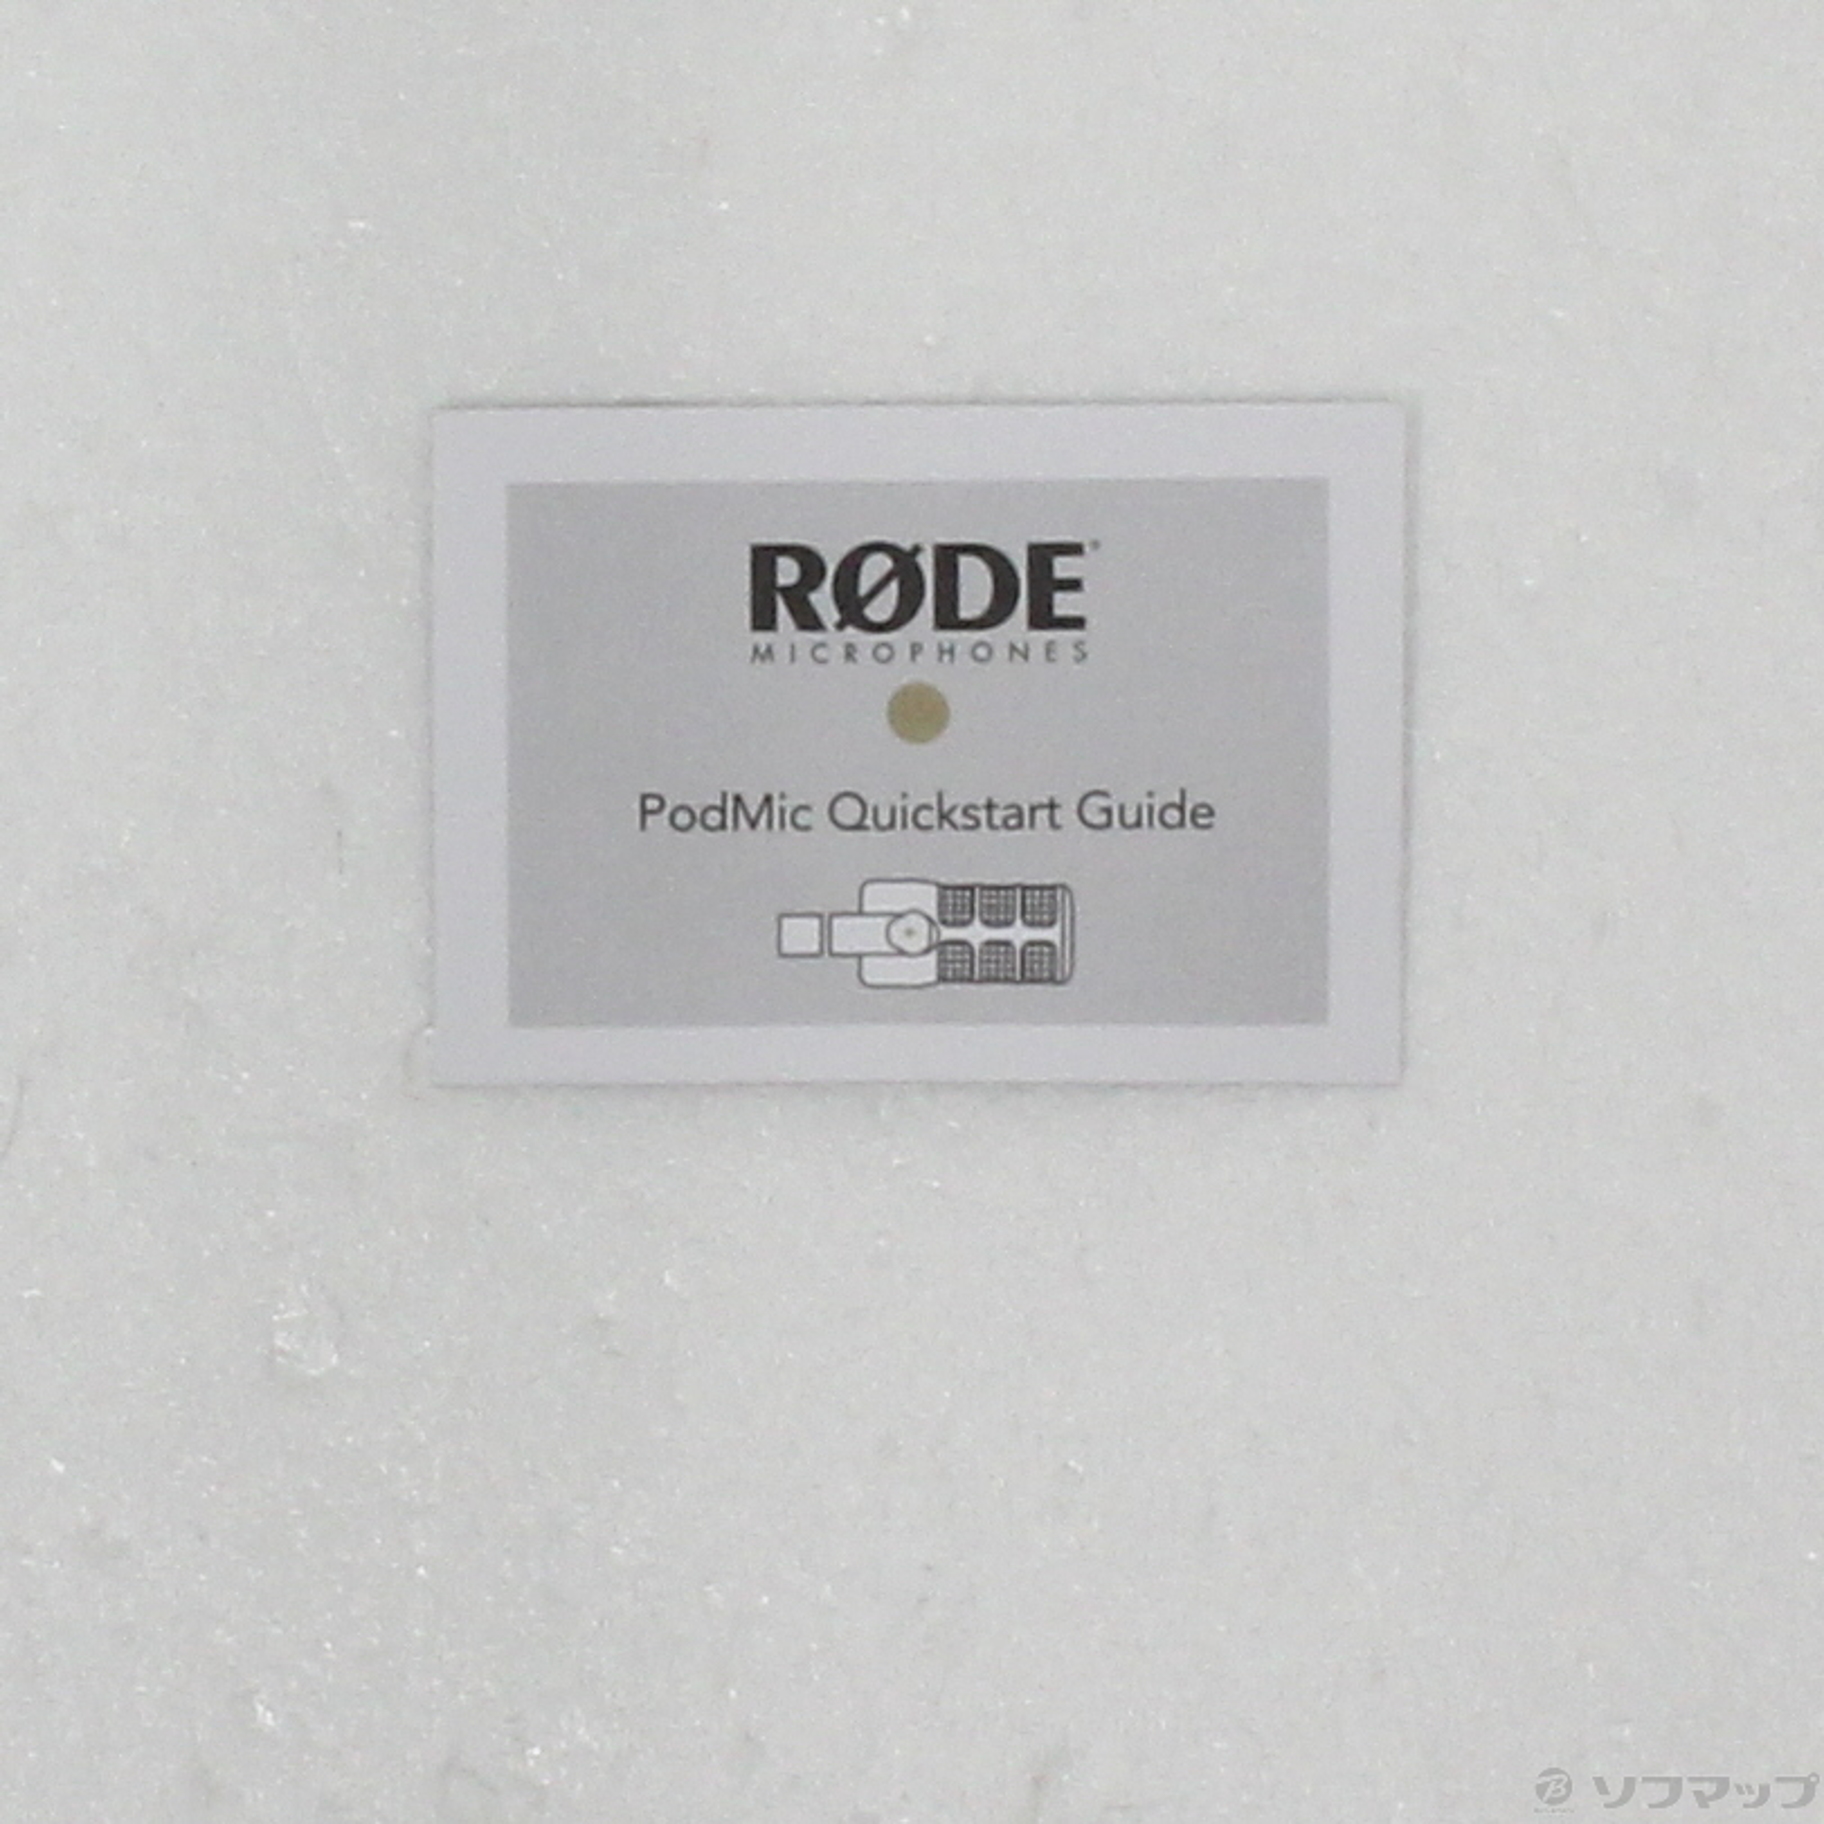 RØDE
MICROPHONES
PodMic Quickstart Guide
ソフマップ